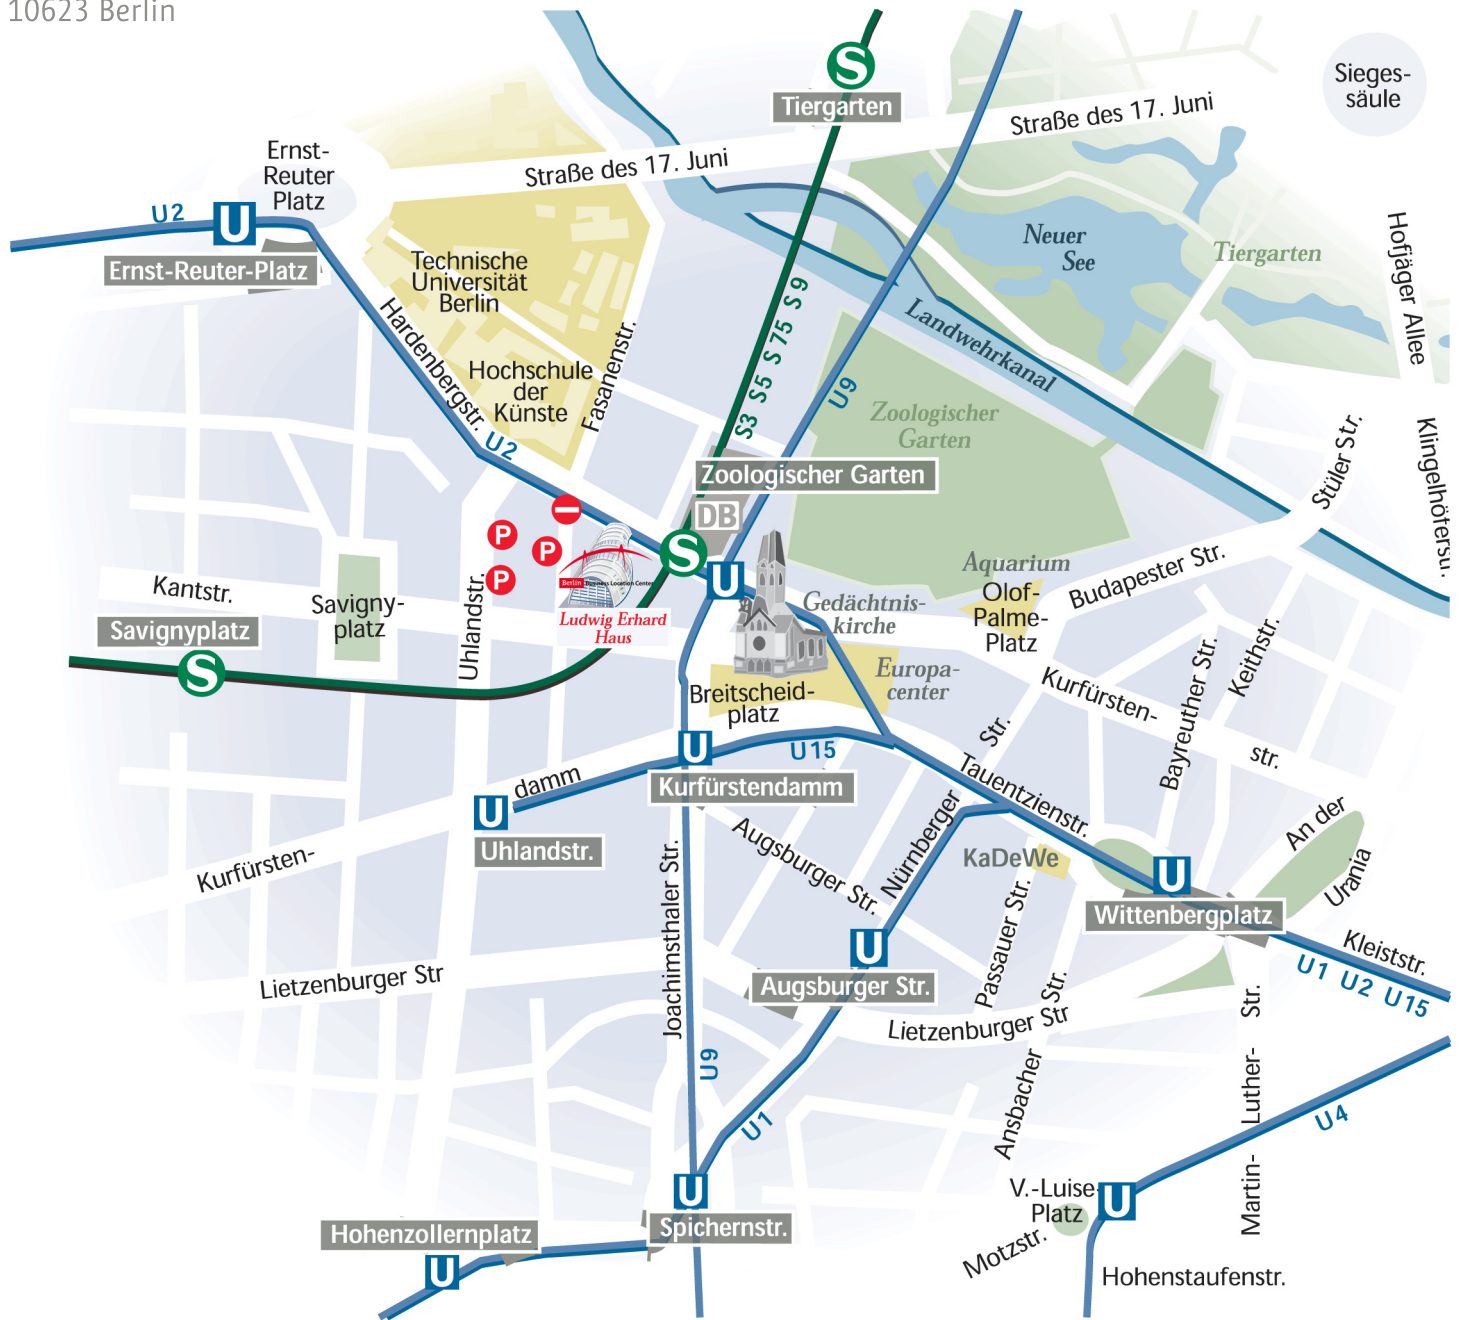 10623 Berlin
S
Tiergarten
Sieges-
säule
Straße des 17. Juni
Straße des 17. Juni
Ernst-
Reuter
Platz
U2
U
Ernst-Reuter-Platz
Technische
Universität
Berlin
Neuer
See
Tiergarten
Hofjäger Allee
Hardenbergstr.
Landwehrkanal
S3 S5 S 75 S 9
Fasanenstr.
Hochschule
der
Künste
U9
Zoologischer
Garten
U2
Zoologischer Garten
DB
Stüler Str.
Klingelhöferstr.
P
P
P
S
U
Berlin Business Location Center
Ludwig Erhard
Haus
Kantstr.
Savigny-
platz
Uhlandstr.
Savignyplatz
S
Aquarium
Olof-
Palme-
Platz
Budapester Str.
Gedächtnis-
kirche
Europa-
center
Breitscheid-
platz
Kurfürsten-
str.
Bayreuther Str.
Keithstr.
U
U15
Kurfürstendamm
damm
U
Uhlandstr.
Kurfürsten-
Tauentzienstr.
Nürnberger
Str.
Augsburger Str.
KaDeWe
An der
Urania
U
Wittenbergplatz
Kleiststr.
U1 U2 U15
Joachimsthaler Str.
U
Augsburger Str.
Passauer Str.
Lietzenburger Str
Lietzenburger Str
Ansbacher
Str.
Martin-
Luther-
Str.
U9
U1
U4
U
Spichernstr.
Hohenzollernplatz
U
V.-Luise-
Platz
U
Motzstr.
Hohenstaufenstr.